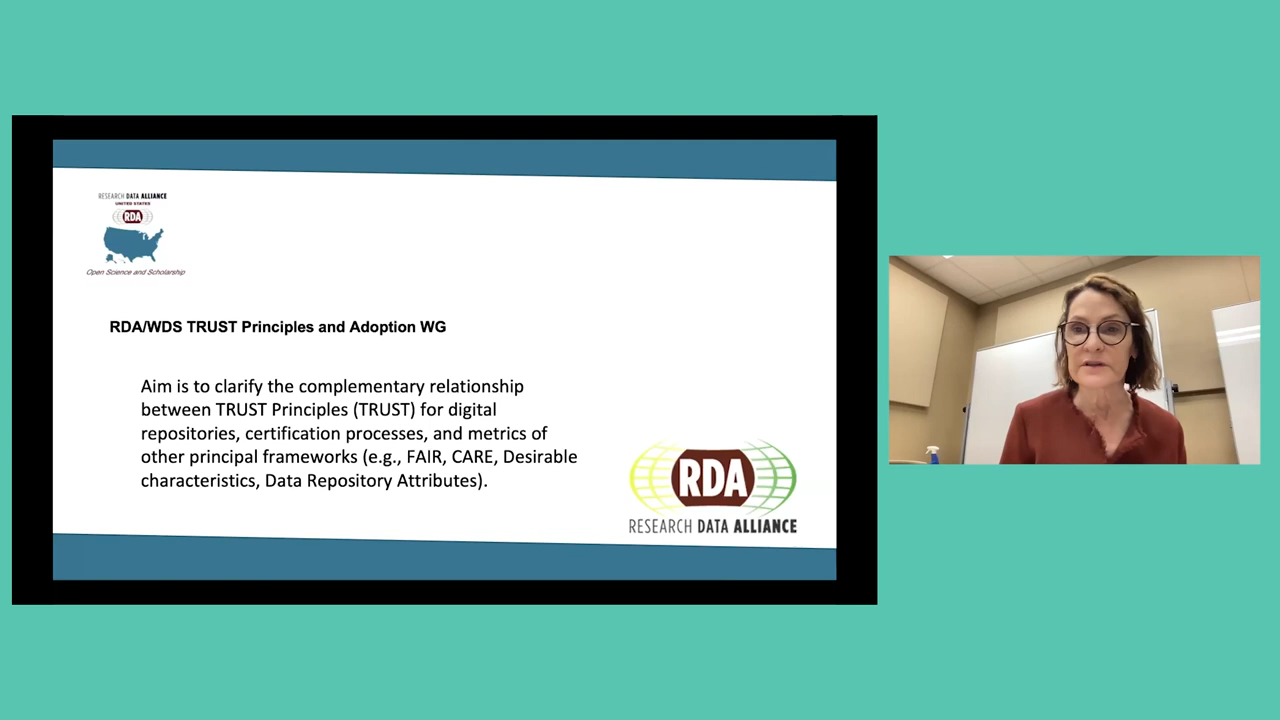 RESEARCH DATA ALLIANCE
UNITED STATES
RDA
Open Science and Scholarship
RDA/WDS TRUST Principles and Adoption WG
Aim is to clarify the complementary relationship
between TRUST Principles (TRUST) for digital
repositories, certification processes, and metrics of
other principal frameworks (e.g., FAIR, CARE, Desirable
characteristics, Data Repository Attributes).
RDA
RESEARCH DATA ALLIANCE